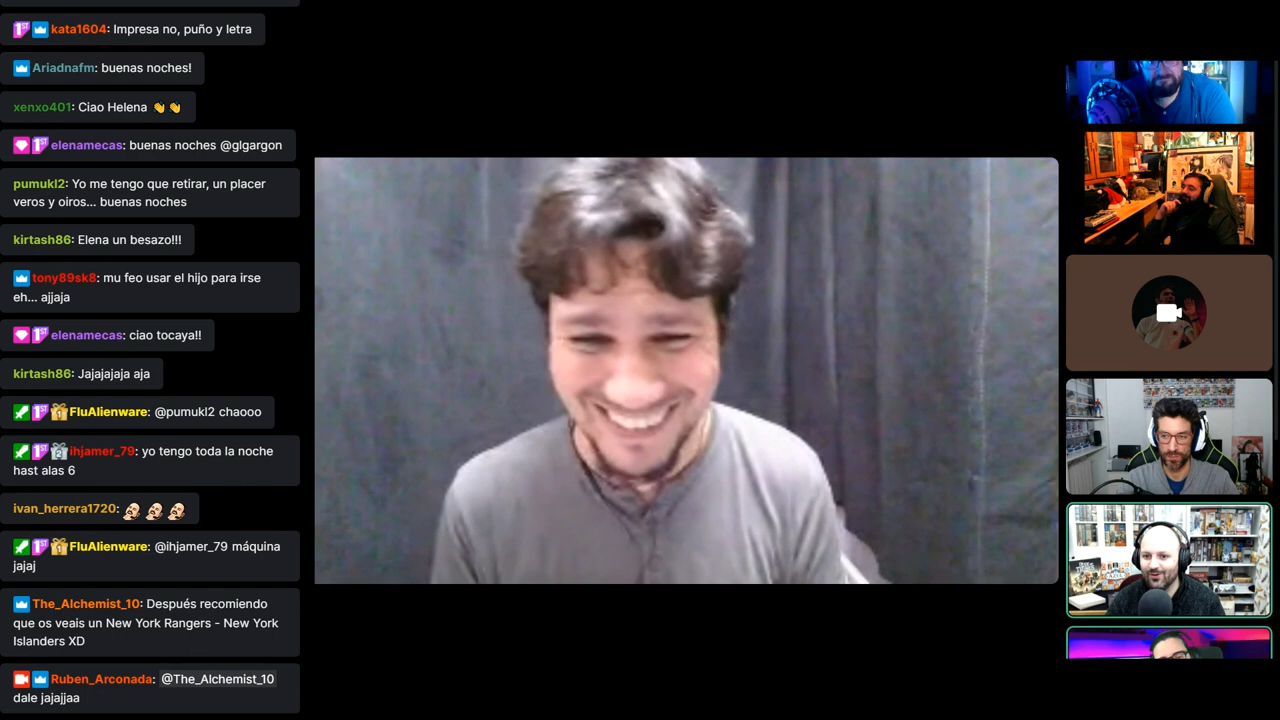 kata1604: Impresa no, puño y letra
Ariadnafm: buenas noches!
xenxo401: Ciao Helena 👏 👏
elenamecas: buenas noches @glgargon
pumukl2: Yo me tengo que retirar, un placer
veros y oiros... buenas noches
kirtash86: Elena un besazo!!!
tony89sk8: mu feo usar el hijo para irse
eh... ajjaja
elenamecas: ciao tocaya!!
kirtash86: Jajajajaja aja
FluAlienware: @pumukl2 chaooo
ihjamer_79: yo tengo toda la noche
hast alas 6
ivan_herrera1720:
FluAlienware: @ihjamer_79 máquina
jajaj
The_Alchemist_10: Después recomiendo
que os veais un New York Rangers - New York
Islanders XD
Ruben_Arconada: @The_Alchemist_10
dale jajajjaa